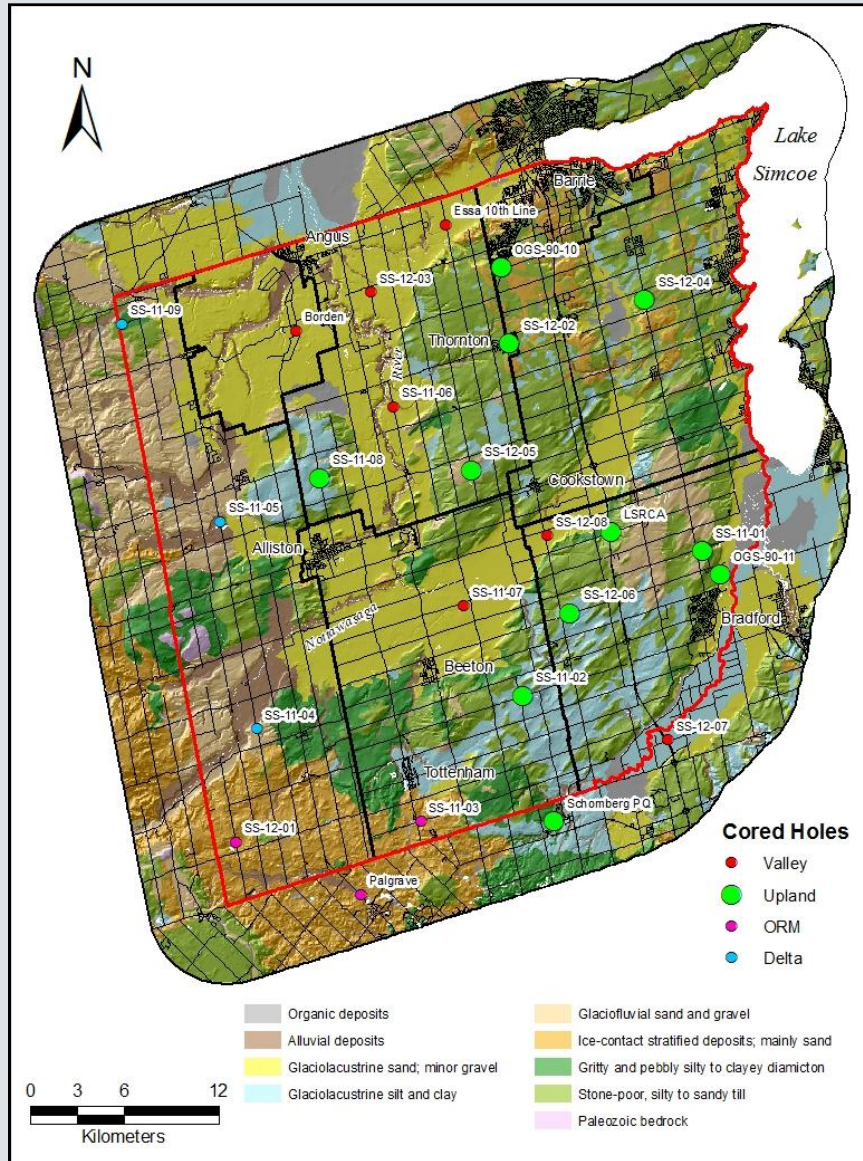 N
Lake
Simcoe
Barrie
Essa 10th Line
Angus
OGS-90-10
SS-12-03
SS-12-04
SS-11-09
Borden
Thornton
SS-12-02
River
SS-11-06
SS-12-05
SS-11-08
Cookstown
LSRCA
SS-11-05
SS-12-08
SS-11-01
Alliston
OGS-90-11
SS-11-07
SS-12-06
Nottawasaga
Bradford
Beeton
SS-11-02
SS-11-04
SS-12-07
Tottenham
SS-11-03
Schomberg PQ
SS-12-01
Palgrave
Cored Holes
Valley
Upland
ORM
Delta
Organic deposits
Alluvial deposits
Glaciolacustrine sand; minor gravel
Glaciolacustrine silt and clay
Glaciofluvial sand and gravel
Ice-contact stratified deposits; mainly sand
Gritty and pebbly silty to clayey diamicton
Stone-poor, silty to sandy till
Paleozoic bedrock
0 3 6 12
Kilometers